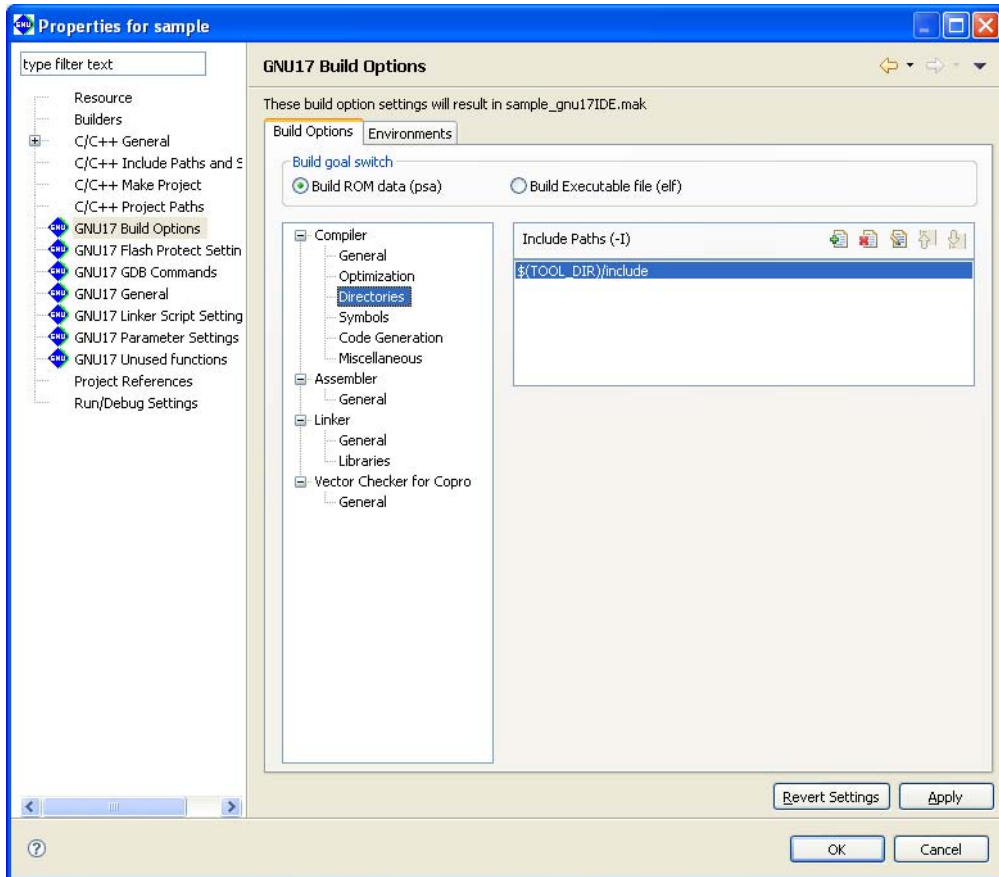 Properties for sample
type filter text
Resource
Builders
C/C++ General
C/C++ Include Paths and S
C/C++ Make Project
C/C++ Project Paths
GNU17 Build Options
GNU17 Flash Protect Settin
GNU17 GDB Commands
GNU17 General
GNU17 Linker Script Setting
GNU17 Parameter Settings
GNU17 Unused functions
Project References
Run/Debug Settings
GNU17 Build Options
These build option settings will result in sample_gnu17IDE.mak
Build Options
Environments
Build goal switch
Build ROM data (psa)
Build Executable file (elf)
Compiler
General
Optimization
Directories
Symbols
Code Generation
Miscellaneous
Assembler
General
Linker
General
Libraries
Vector Checker for Copro
General
Include Paths (-I)
$(TOOL_DIR)/include
Revert Settings
Apply
OK
Cancel